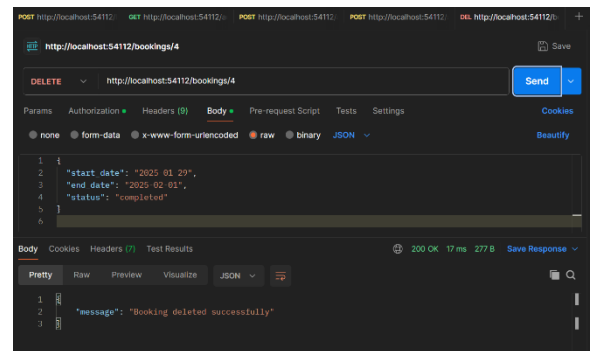 POST http://localhost:54112/ GET http://localhost:54112/ POST http://localhost:54112/ POST http://localhost:54112/ DEL http://localhost:54112/b +
HTTP http://localhost:54112/bookings/4 Save
DELETE http://localhost:54112/bookings/4 Send
Params Authorization Headers (9) Body Pre-request Script Tests Settings Cookies
none form-data x-www-form-urlencoded raw binary JSON Beautify
1 {
2 "start_date": "2025-01-29",
3 "end_date": "2025-02-01",
4 "status": "completed"
5 }
6
Body Cookies Headers (7) Test Results 200 OK 17 ms 277 B Save Response
Pretty Raw Preview Visualize JSON
1 {
2 "message": "Booking deleted successfully"
3 }